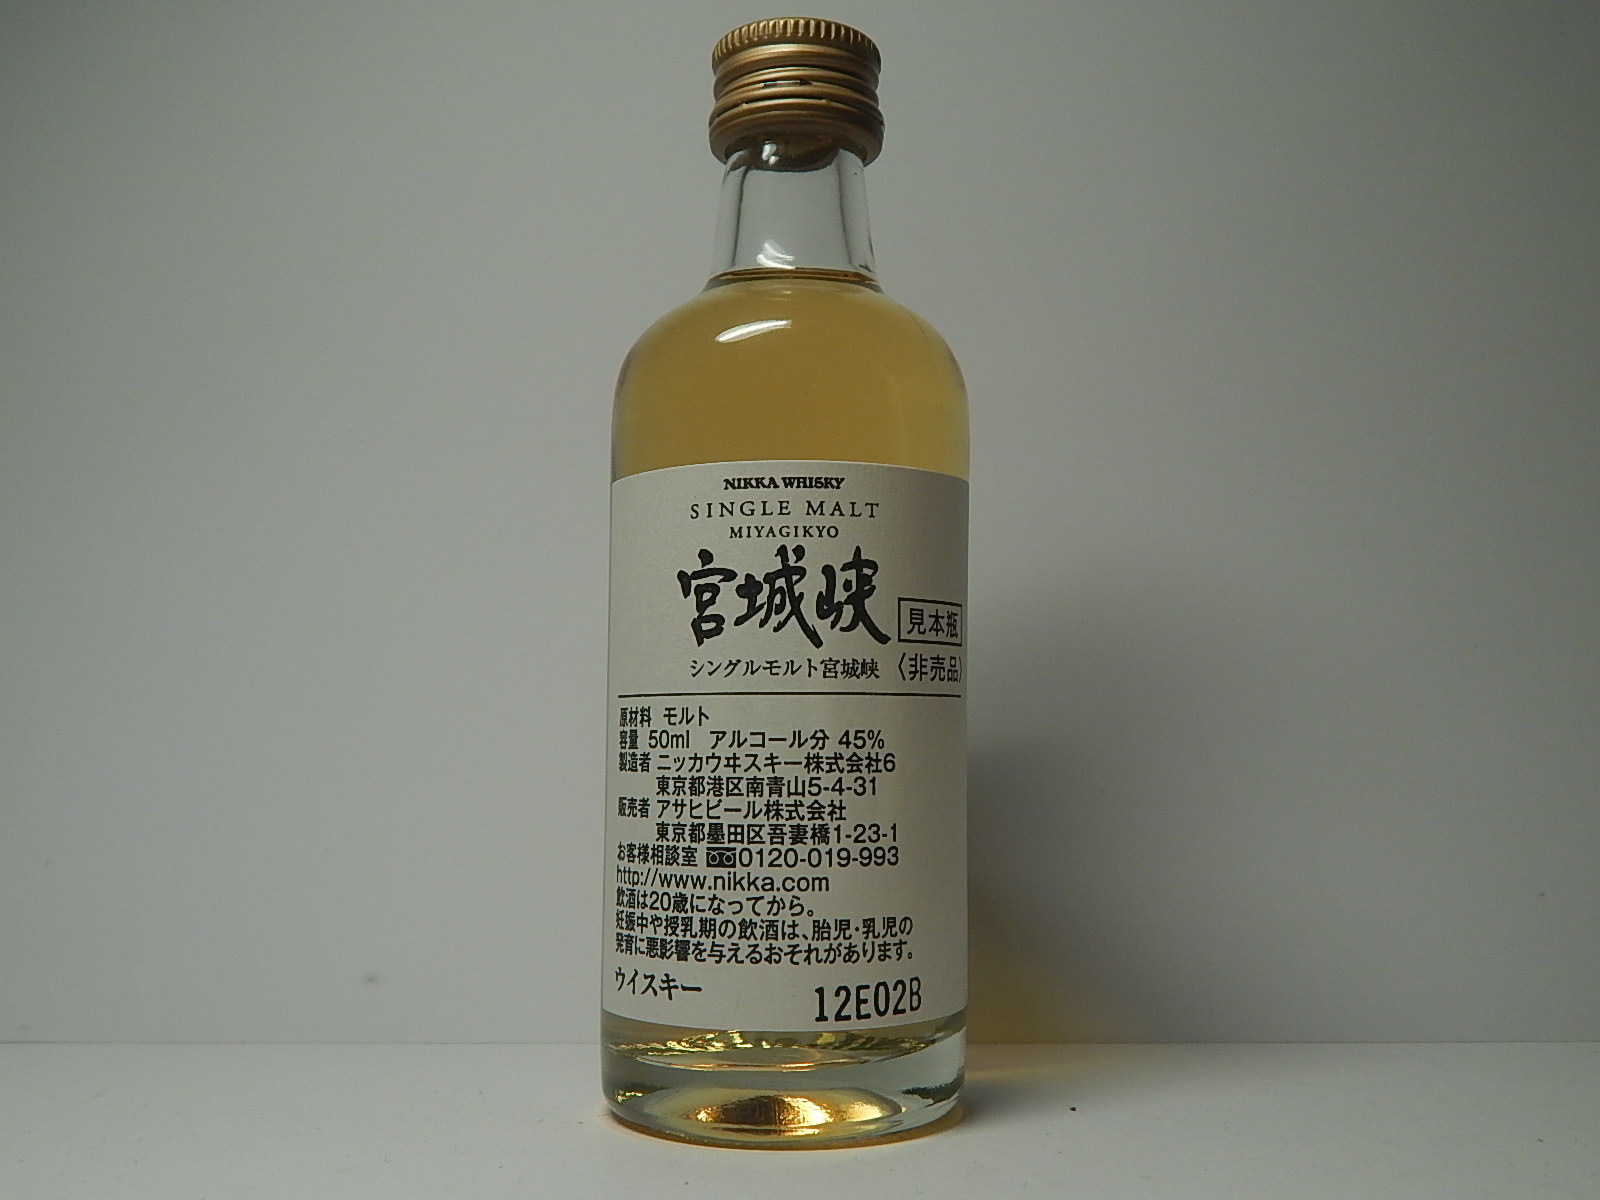 NIKKA WHISKY
SINGLE MALT
MIYAGIKYO
宮城峡
見本瓶
シングルモルト宮城峡 〈非売品〉
原材料 モルト
容量 50ml アルコール分 45%
製造者 ニッカウヰスキー株式会社6
東京都港区南青山5-4-31
販売者 アサヒビール株式会社
東京都墨田区吾妻橋1-23-1
お客様相談室 0120-019-993
http://www.nikka.com
飲酒は20歳になってから。
妊娠中や授乳期の飲酒は、胎児・乳児の
発育に悪影響を与えるおそれがあります。
ウイスキー
12E02B